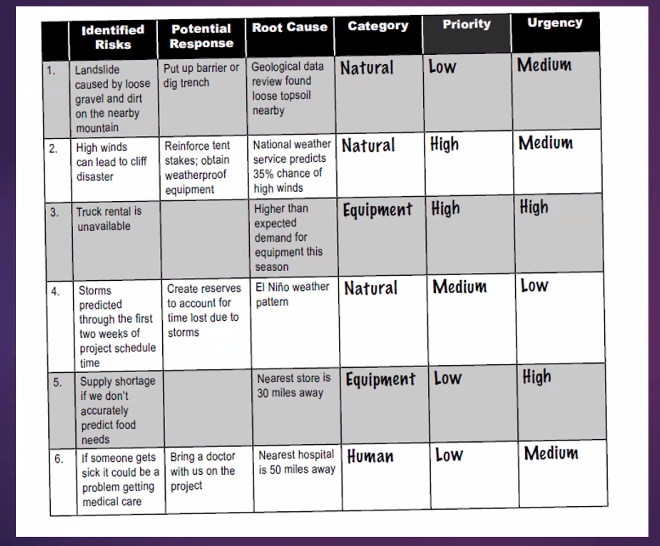 Identified Risks	Potential Response	Root Cause	Category	Priority	Urgency
1.	Landslide caused by loose gravel and dirt on the nearby mountain	Put up barrier or dig trench	Geological data review found loose topsoil nearby	Natural	Low	Medium
2.	High winds can lead to cliff disaster	Reinforce tent stakes; obtain weatherproof equipment	National weather service predicts 35% chance of high winds	Natural	High	Medium
3.	Truck rental is unavailable		Higher than expected demand for equipment this season	Equipment	High	High
4.	Storms predicted through the first two weeks of project schedule time	Create reserves to account for time lost due to storms	El Niño weather pattern	Natural	Medium	Low
5.	Supply shortage if we don't accurately predict food needs		Nearest store is 30 miles away	Equipment	Low	High
6.	If someone gets sick it could be a problem getting medical care	Bring a doctor with us on the project	Nearest hospital is 50 miles away	Human	Low	Medium